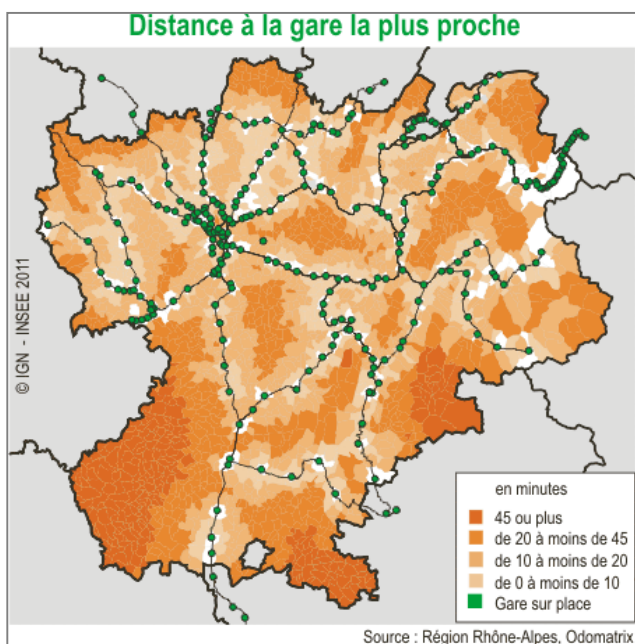 Distance à la gare la plus proche
© IGN - INSEE 2011
en minutes
45 ou plus
de 20 à moins de 45
de 10 à moins de 20
de 0 à moins de 10
Gare sur place
Source : Région Rhône-Alpes, Odomatrix